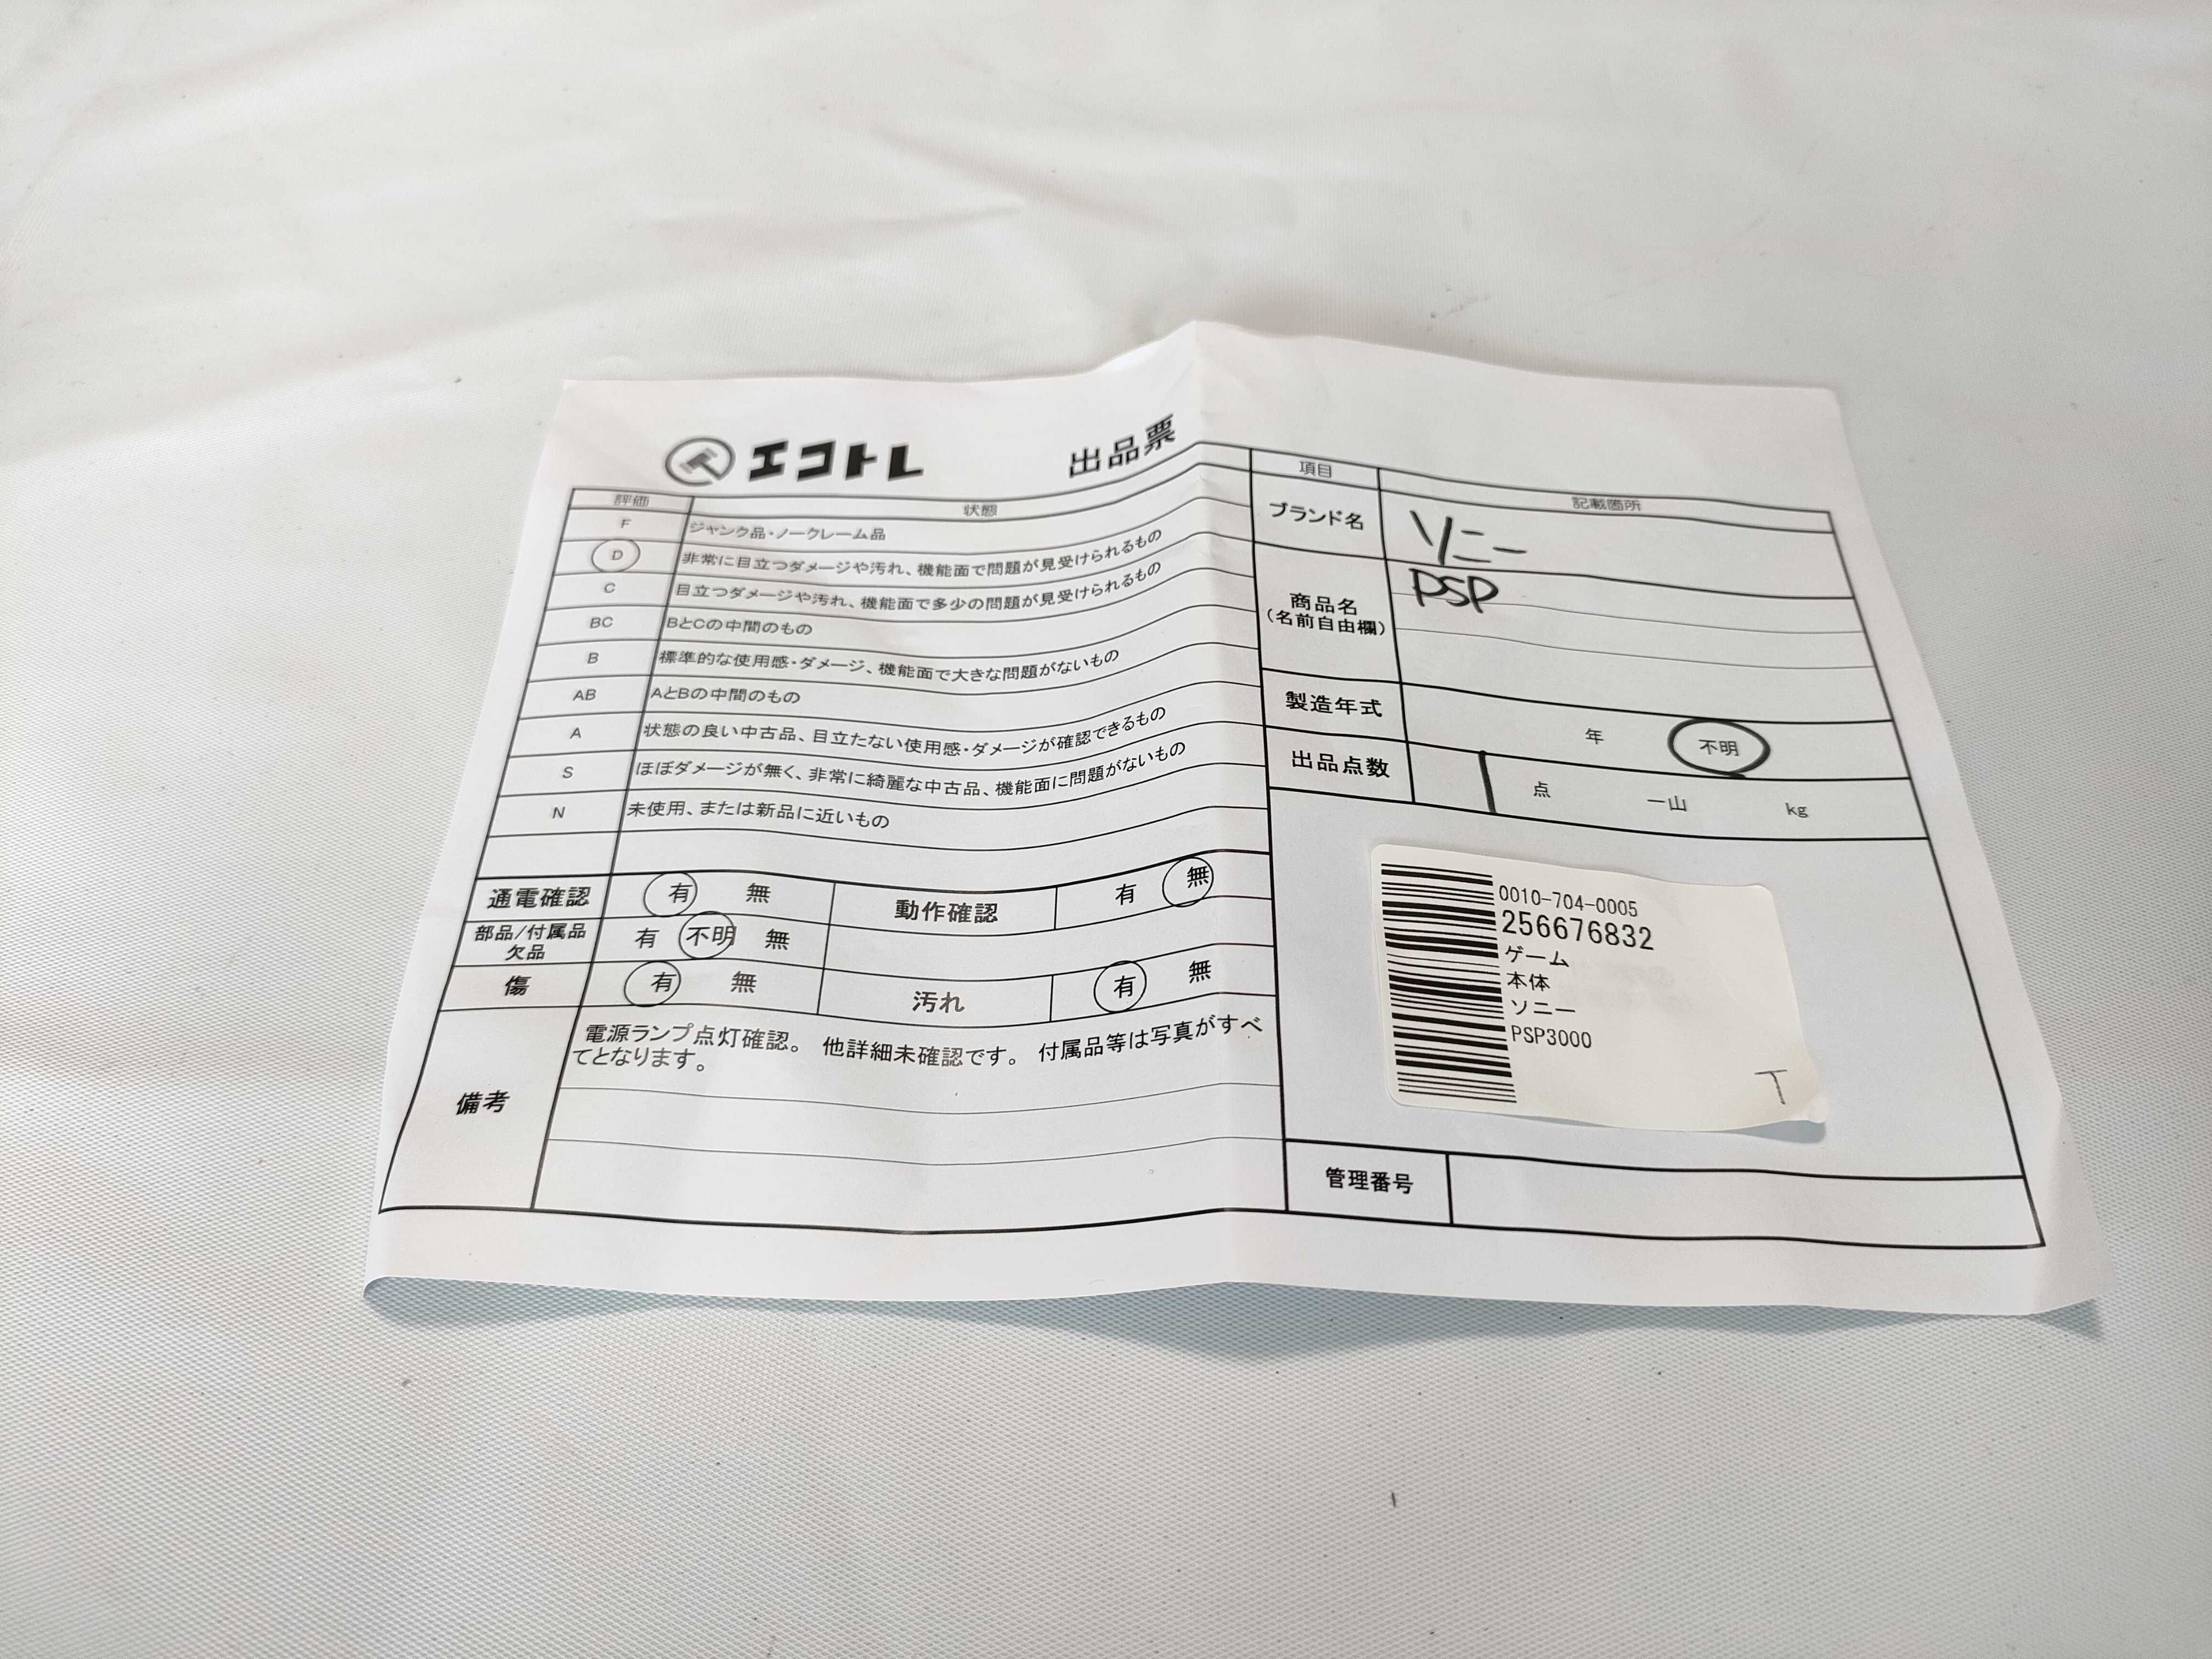 エコトレ 出品票
評価 状態
F ジャンク品・ノークレーム品
D 非常に目立つダメージや汚れ、機能面で問題が見受けられるもの
C 目立つダメージや汚れ、機能面で多少の問題が見受けられるもの
BC BとCの中間のもの
B 標準的な使用感・ダメージ、機能面で大きな問題がないもの
AB AとBの中間のもの
A 状態の良い中古品、目立たない使用感・ダメージが確認できるもの
S ほぼダメージが無く、非常に綺麗な中古品、機能面に問題がないもの
N 未使用、または新品に近いもの
通電確認 有 無 動作確認 有 無
部品/付属品
欠品 有 不明 無
傷 有 無 汚れ 有 無
備考
電源ランプ点灯確認。 他詳細未確認です。 付属品等は写真がすべ
てとなります。
項目 記載箇所
ブランド名 ソニー
商品名
(名前自由欄)
PSP
製造年式 年 不明
出品点数 1 点 一山 kg
0010-704-0005
256676832
ゲーム
本体
ソニー
PSP3000
T
管理番号